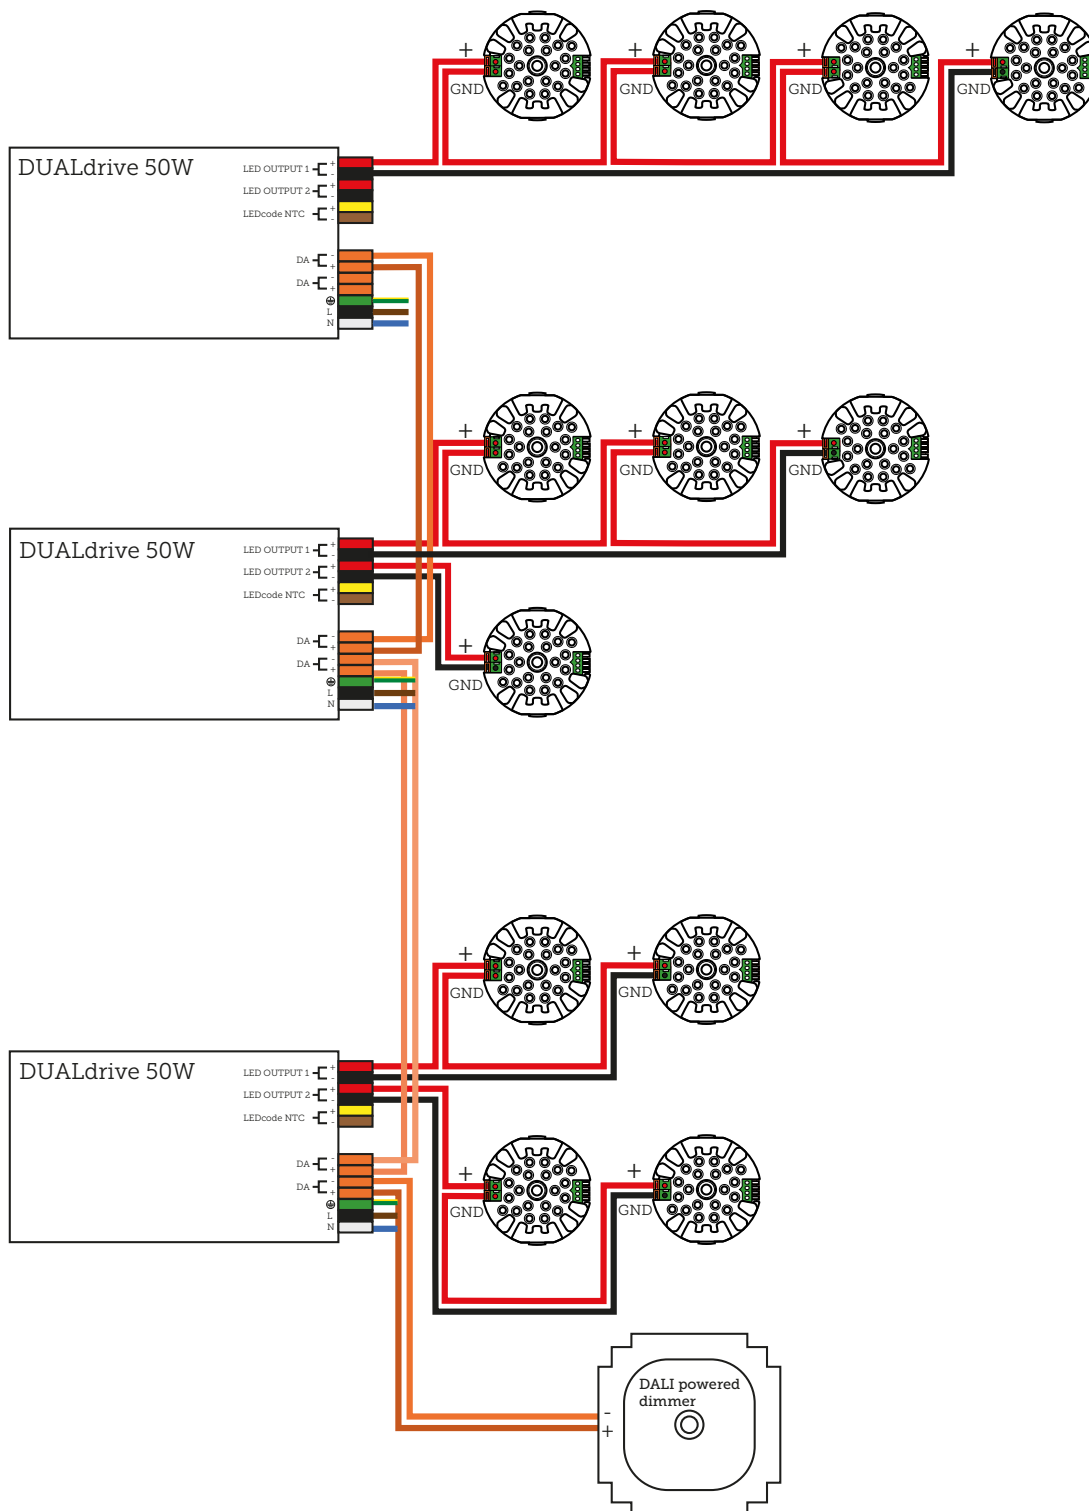 + + + +
GND GND GND GND
DUALdrive 50W
LED OUTPUT 1 + -
LED OUTPUT 2 + -
LEDcode NTC + -
DA - +
DA - +
L
N
+ + +
GND GND GND
DUALdrive 50W
LED OUTPUT 1 + -
LED OUTPUT 2 + -
LEDcode NTC + -
+
GND
DA - +
DA - +
L
N
+ +
GND GND
DUALdrive 50W
LED OUTPUT 1 + -
LED OUTPUT 2 + -
LEDcode NTC + -
DA - +
DA - +
L
N
+ +
GND GND
DALI powered
dimmer
-
+